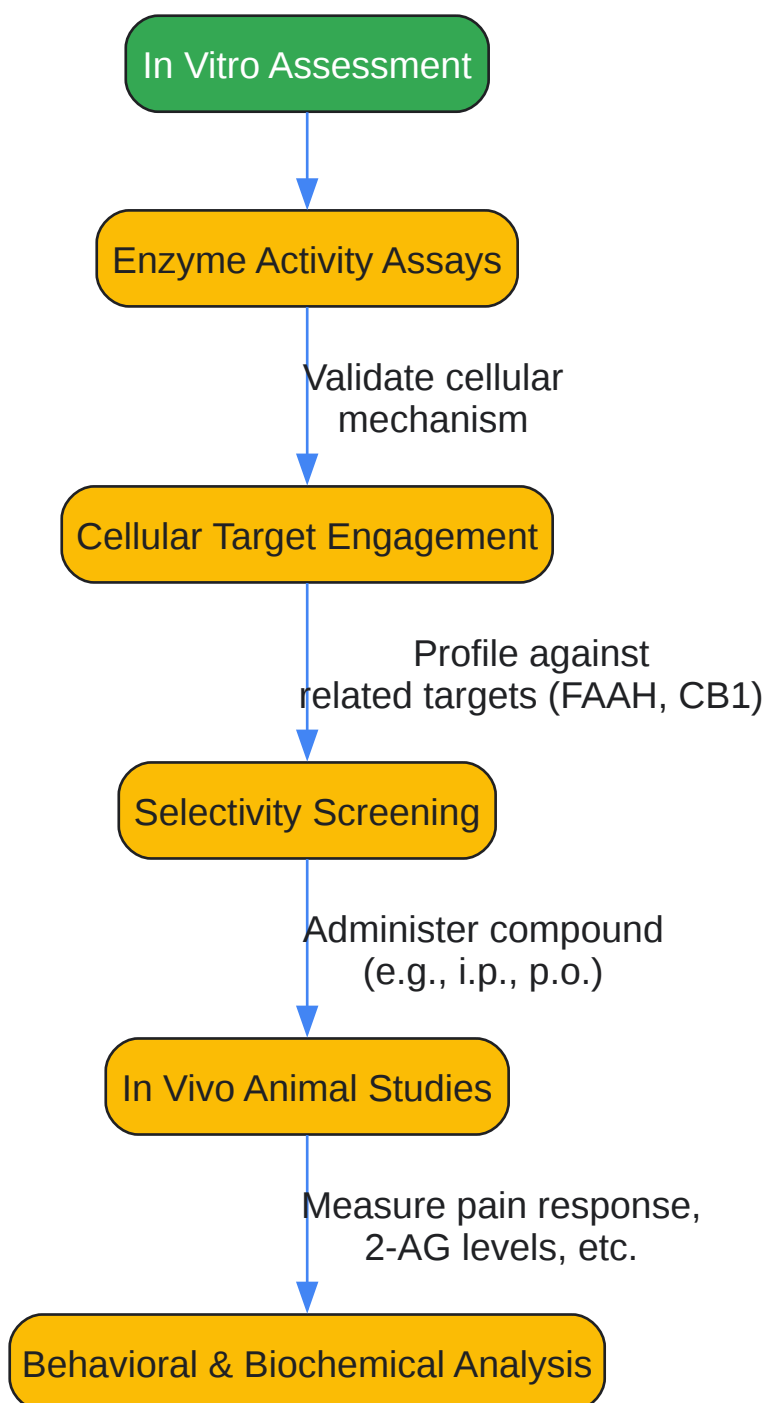 In Vitro Assessment
Enzyme Activity Assays
Validate cellular
mechanism
Cellular Target Engagement
Profile against
related targets (FAAH, CB1)
Selectivity Screening
Administer compound
(e.g., i.p., p.o.)
In Vivo Animal Studies
Measure pain response,
2-AG levels, etc.
Behavioral & Biochemical Analysis